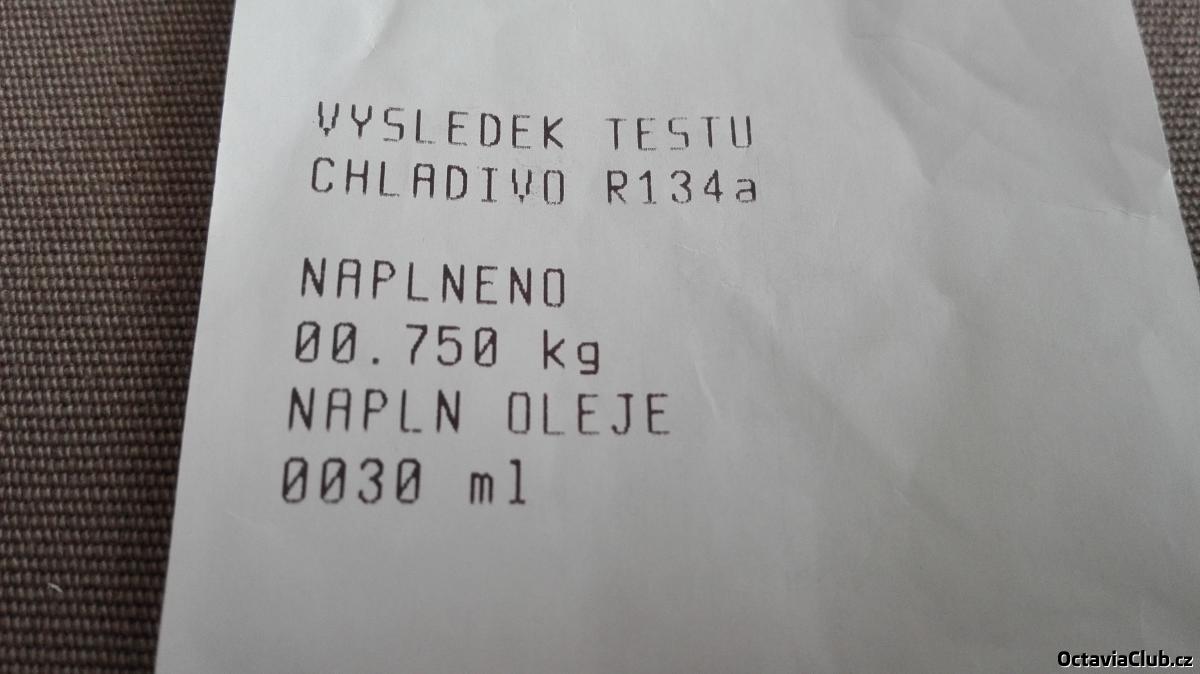 VYSLEDEK TESTU
CHLADIVO R134a
NAPLNENO
00.750 kg
NAPLN OLEJE
0030 ml
OctaviaClub.cz